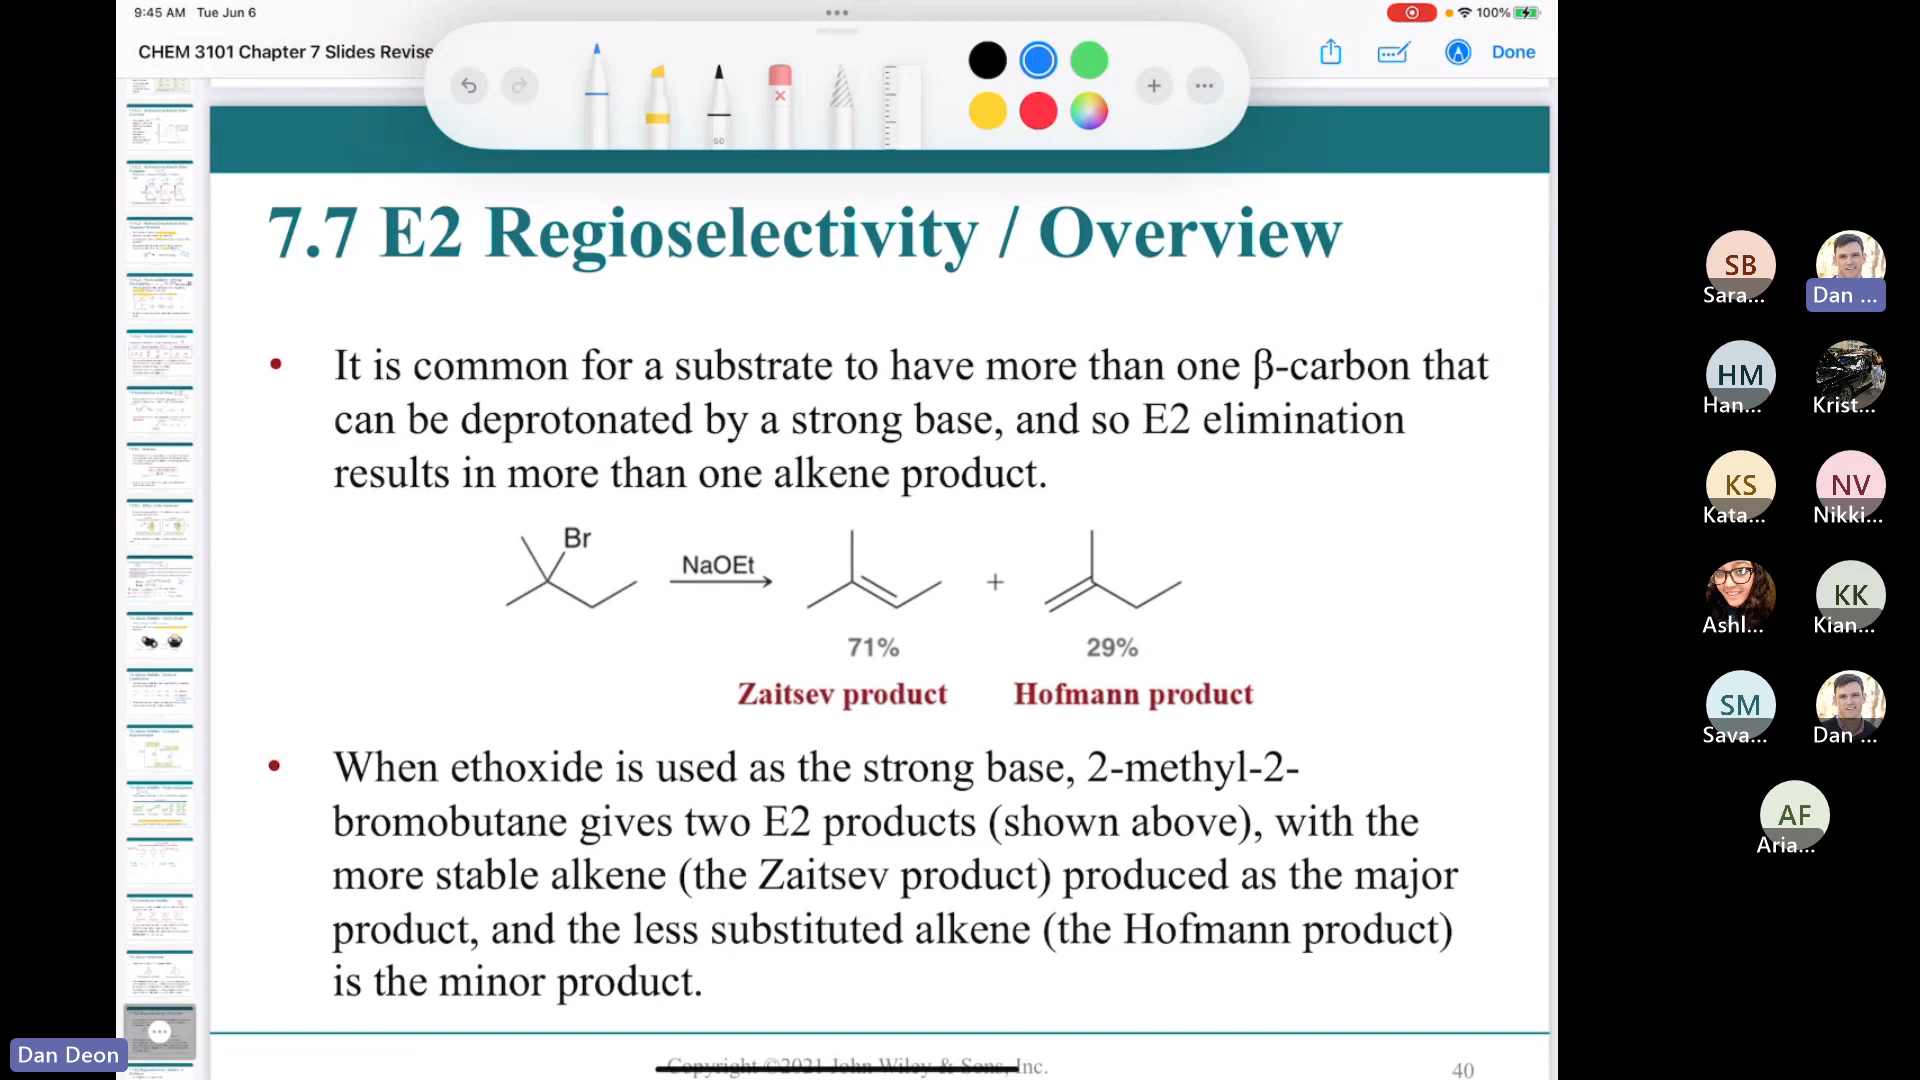 9:45 AM Tue Jun 6
100%
CHEM 3101 Chapter 7 Slides Revise
Done
50
7.7 E2 Regioselectivity / Overview
• It is common for a substrate to have more than one β-carbon that
can be deprotonated by a strong base, and so E2 elimination
results in more than one alkene product.
Br
NaOEt
+
71%
29%
Zaitsev product
Hofmann product
• When ethoxide is used as the strong base, 2-methyl-2-
bromobutane gives two E2 products (shown above), with the
more stable alkene (the Zaitsev product) produced as the major
product, and the less substituted alkene (the Hofmann product)
is the minor product.
Copyright ©2021 John Wiley & Sons, Inc.
40
Dan Deon
SB
Sara...
Dan ...
HM
Han...
Krist...
KS
Kata...
NV
Nikki...
Ashl...
KK
Kian...
SM
Sava...
Dan ...
AF
Aria...